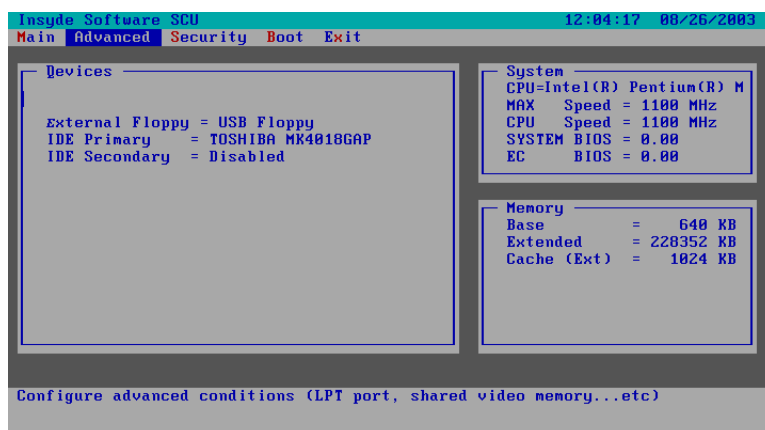 Insyde Software SCU 12:04:17 08/26/2003
Main Advanced Security Boot Exit
Devices
External Floppy = USB Floppy
IDE Primary = TOSHIBA MK4018GAP
IDE Secondary = Disabled
System
CPU=Intel(R) Pentium(R) M
MAX Speed = 1100 MHz
CPU Speed = 1100 MHz
SYSTEM BIOS = 0.00
EC BIOS = 0.00
Memory
Base = 640 KB
Extended = 228352 KB
Cache (Ext) = 1024 KB
Configure advanced conditions (LPT port, shared video memory...etc)